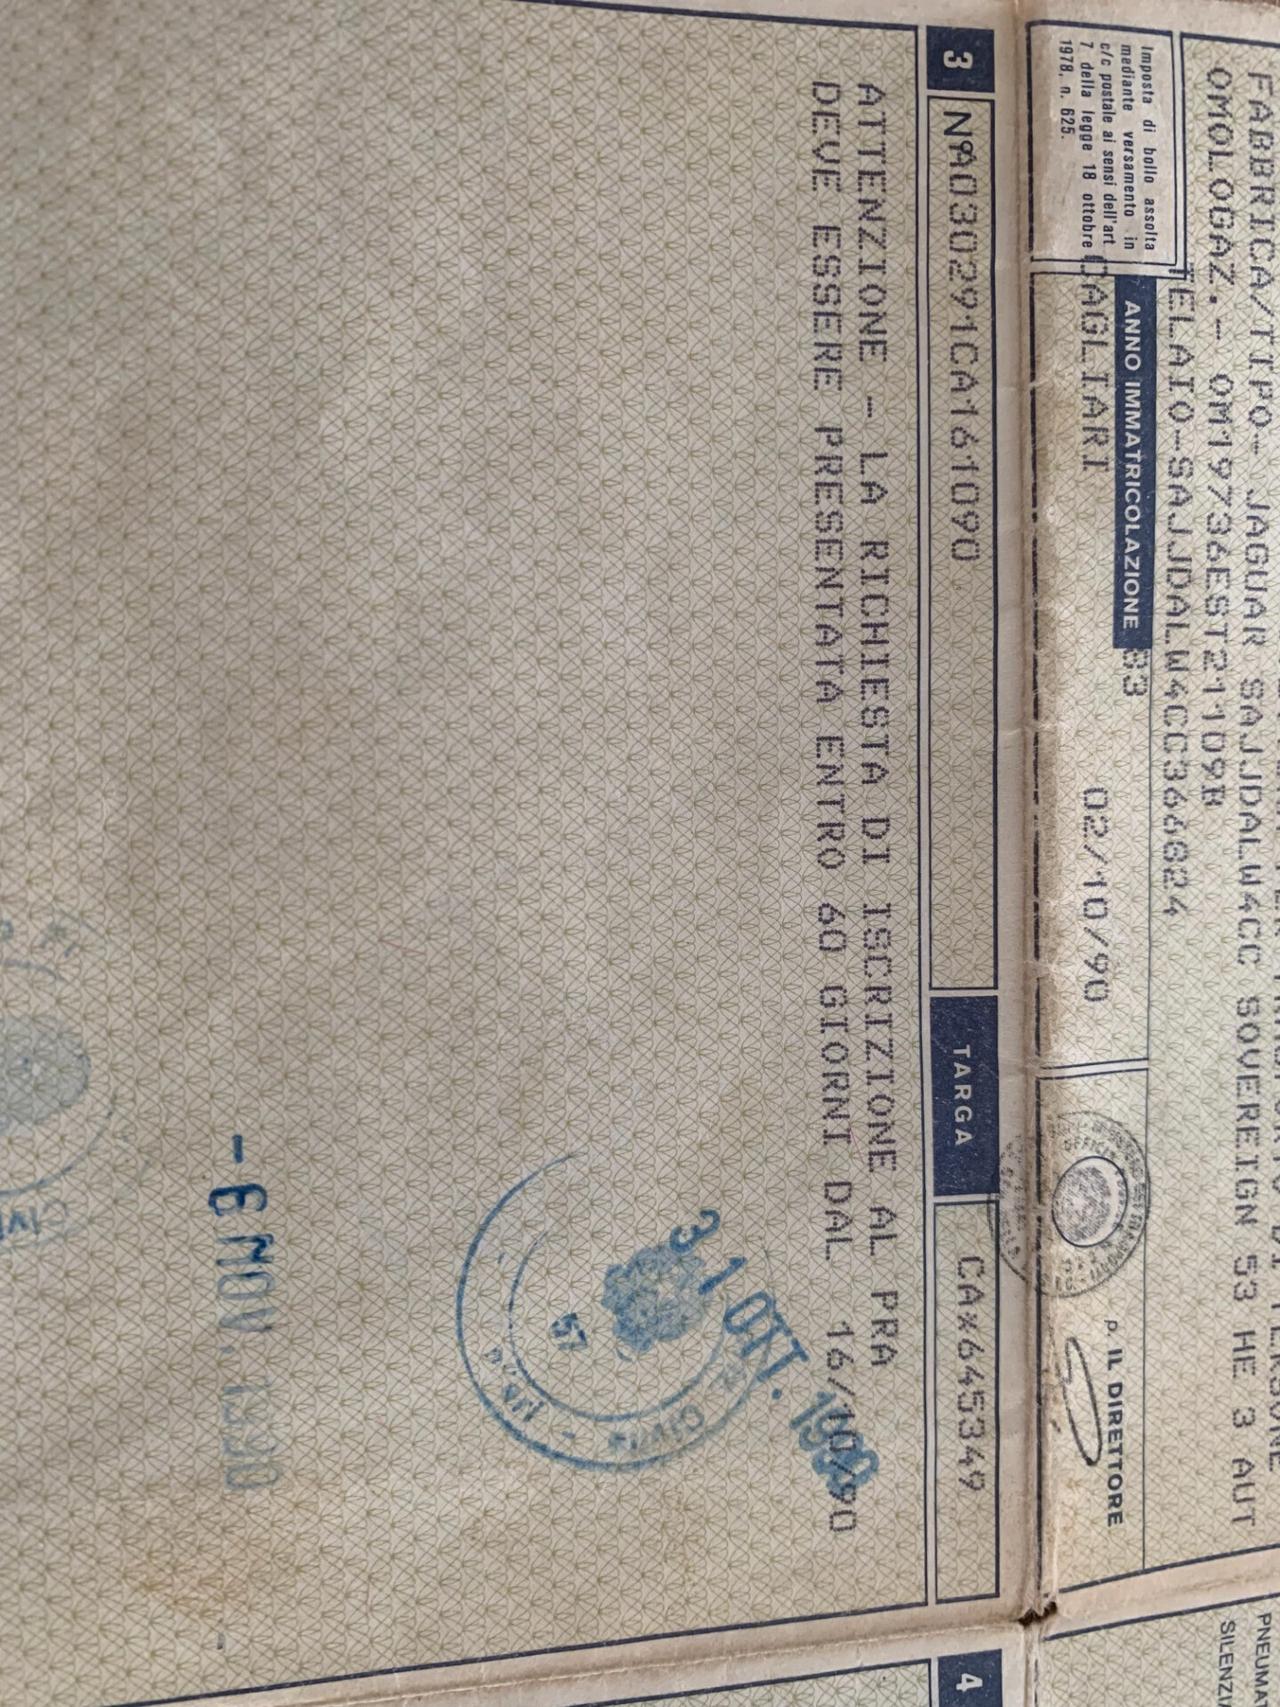 FABBRICA/TIPO- JAGUAR SAJJDALW4CC SOVEREIGN 53 HE 3 AUT
OMOLOGAZ.- OM19736EST21109B
TELAIO-SAJJDALW4CC366824
Imposta di bollo assolta
mediante versamento in
c/c postale ai sensi dell'art
7 della legge 18 ottobre
1978, n. 625.
ANNO IMMATRICOLAZIONE 83
CAGLIARI 02/10/90
p. IL DIRETTORE
3 N°A030291CA161090 TARGA CA*645349
ATTENZIONE - LA RICHIESTA DI ISCRIZIONE AL PRA
DEVE ESSERE PRESENTATA ENTRO 60 GIORNI DAL 16/10/90
31 OTT.
57
- 6 NOV. 1990
4